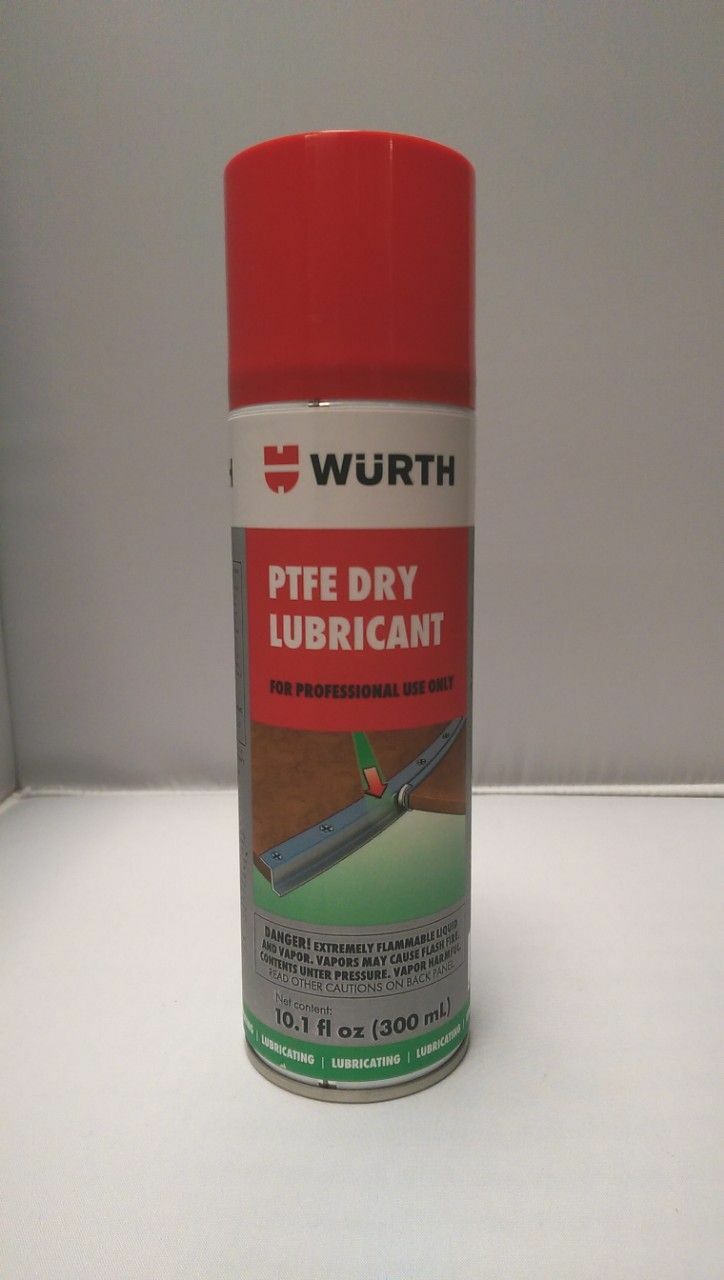 WÜRTH
PTFE DRY
LUBRICANT
FOR PROFESSIONAL USE ONLY
DANGER! EXTREMELY FLAMMABLE LIQUID
AND VAPOR. VAPORS MAY CAUSE FLASH FIRE.
CONTENTS UNTER PRESSURE. VAPOR HARMFUL.
READ OTHER CAUTIONS ON BACK PANEL.
Net content:
10.1 fl oz (300 mL)
LUBRICATING | LUBRICATING | LUBRICATING